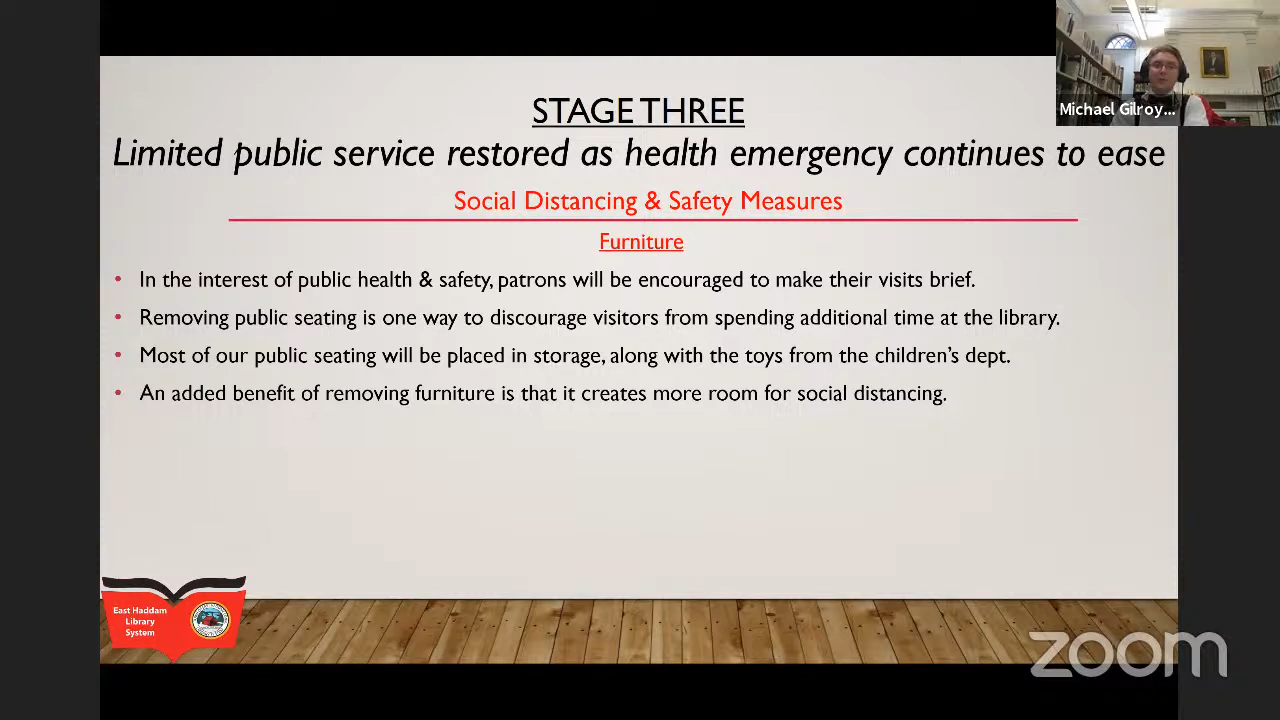 STAGE THREE
Limited public service restored as health emergency continues to ease
Social Distancing & Safety Measures
Furniture
• In the interest of public health & safety, patrons will be encouraged to make their visits brief.
• Removing public seating is one way to discourage visitors from spending additional time at the library.
• Most of our public seating will be placed in storage, along with the toys from the children's dept.
• An added benefit of removing furniture is that it creates more room for social distancing.
Michael Gilroy...
East Haddam
Library
System
zoom